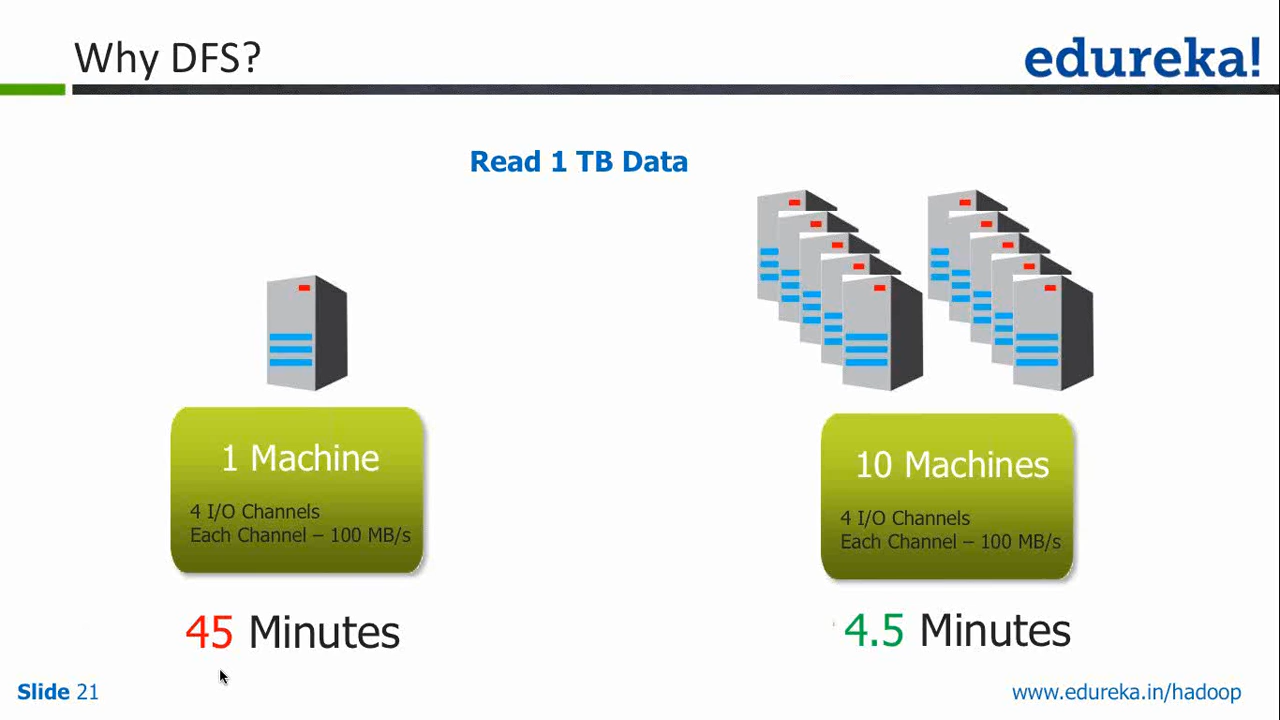 Why DFS?
edureka!
Read 1 TB Data
1 Machine
4 I/O Channels
Each Channel – 100 MB/s
45 Minutes
10 Machines
4 I/O Channels
Each Channel – 100 MB/s
4.5 Minutes
Slide 21
www.edureka.in/hadoop